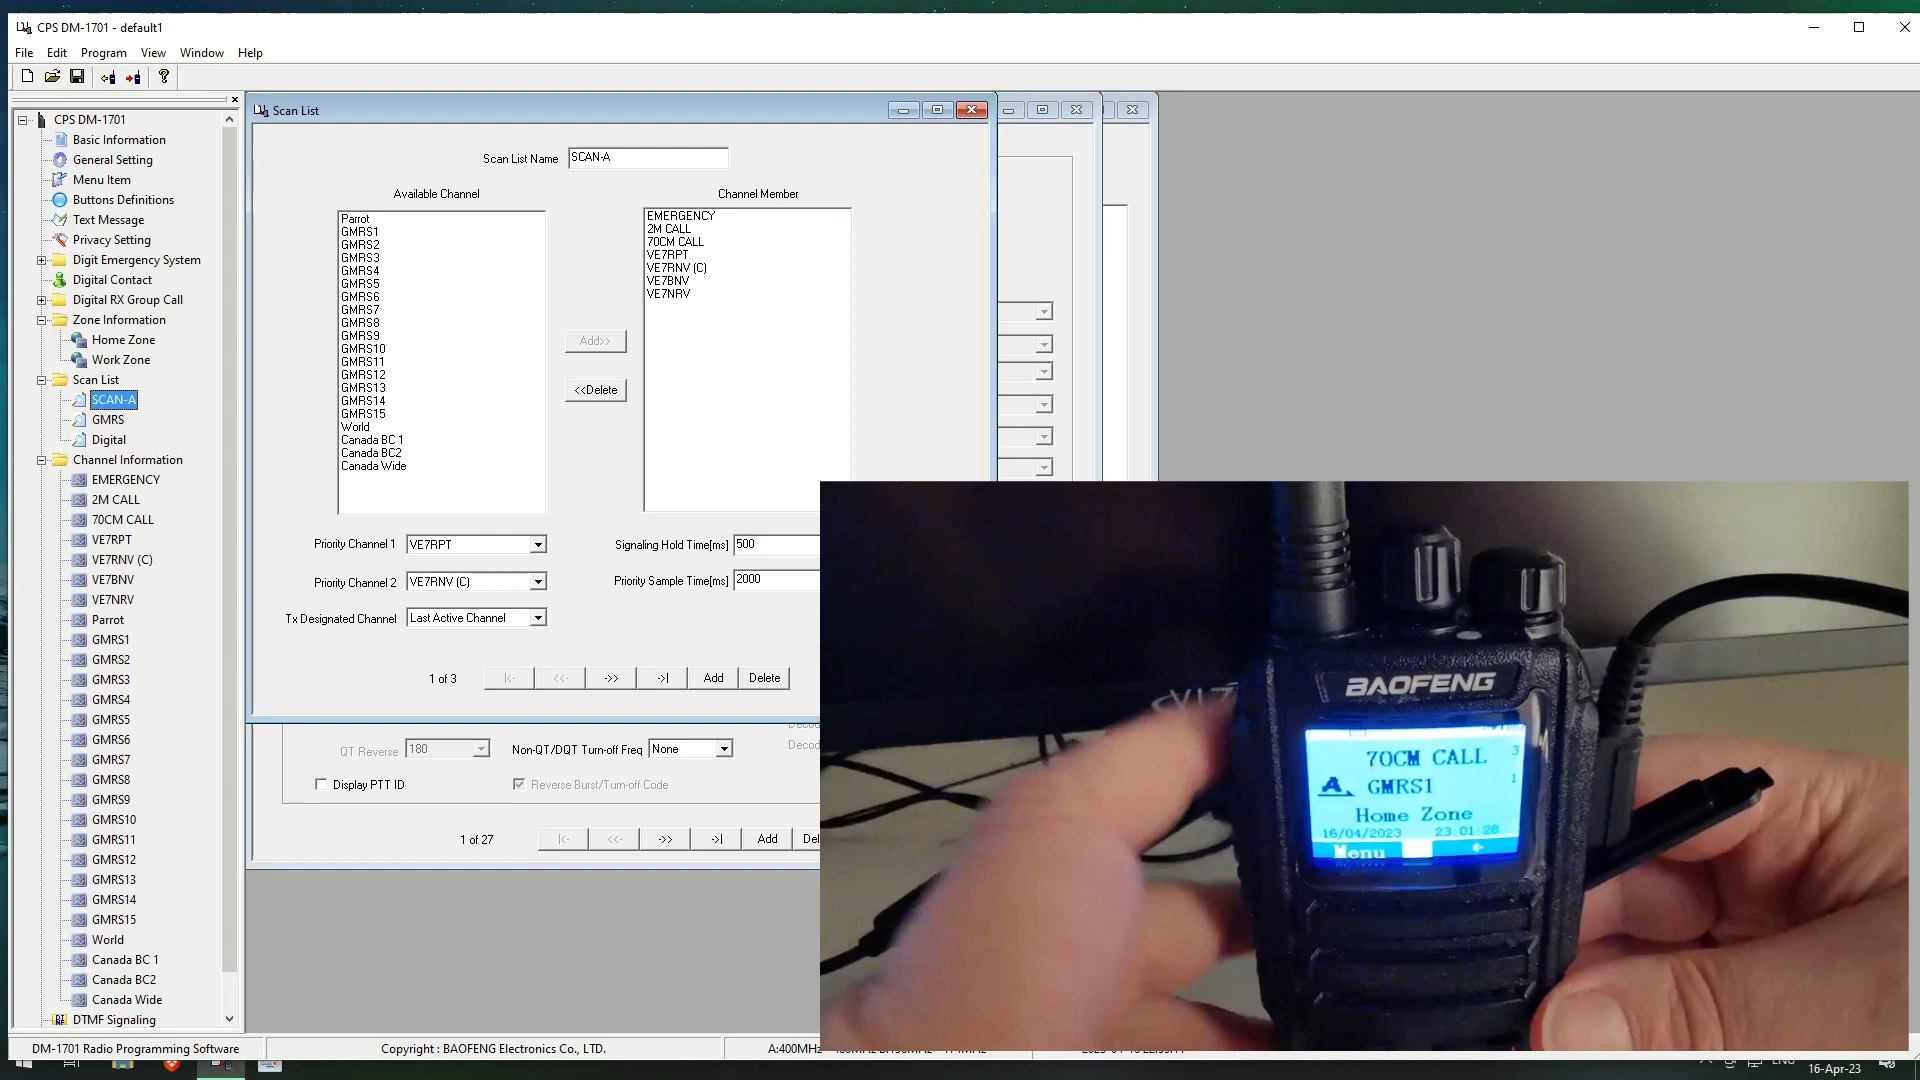 CPS DM-1701 - default1
File Edit Program View Window Help
CPS DM-1701
Basic Information
General Setting
Menu Item
Buttons Definitions
Text Message
Privacy Setting
Digit Emergency System
Digital Contact
Digital RX Group Call
Zone Information
Home Zone
Work Zone
Scan List
SCAN-A
GMRS
Digital
Channel Information
EMERGENCY
2M CALL
70CM CALL
VE7RPT
VE7RNV (C)
VE7BNV
VE7NRV
Parrot
GMRS1
GMRS2
GMRS3
GMRS4
GMRS5
GMRS6
GMRS7
GMRS8
GMRS9
GMRS10
GMRS11
GMRS12
GMRS13
GMRS14
GMRS15
World
Canada BC 1
Canada BC2
Canada Wide
DTMF Signaling
Scan List
Scan List Name SCAN-A
Available Channel
Parrot
GMRS1
GMRS2
GMRS3
GMRS4
GMRS5
GMRS6
GMRS7
GMRS8
GMRS9
GMRS10
GMRS11
GMRS12
GMRS13
GMRS14
GMRS15
World
Canada BC 1
Canada BC2
Canada Wide
Add>>
<<Delete
Channel Member
EMERGENCY
2M CALL
70CM CALL
VE7RPT
VE7RNV (C)
VE7BNV
VE7NRV
Priority Channel 1 VE7RPT
Signaling Hold Time[ms] 500
Priority Channel 2 VE7RNV (C)
Priority Sample Time[ms] 2000
Tx Designated Channel Last Active Channel
1 of 3 |<- <<- ->> ->| Add Delete
QT Reverse 180 Non-QT/DQT Turn-off Freq None
Display PTT ID Reverse Burst/Turn-off Code
1 of 27 |<- <<- ->> ->| Add Del
BAOFENG
70CM CALL 3
A GMRS1 1
Home Zone
16/04/2023 23:01:28
Menu
DM-1701 Radio Programming Software Copyright : BAOFENG Electronics Co., LTD.
16-Apr-23